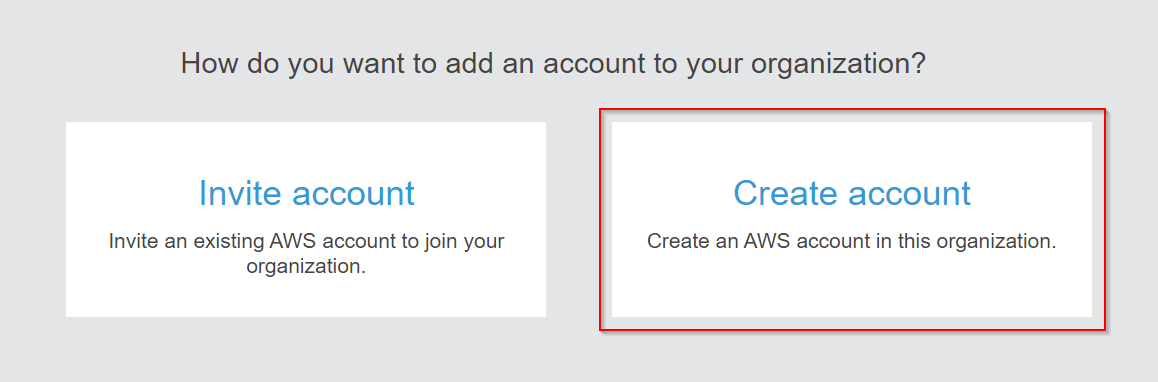 How do you want to add an account to your organization?
Invite account
Invite an existing AWS account to join your
organization.
Create account
Create an AWS account in this organization.